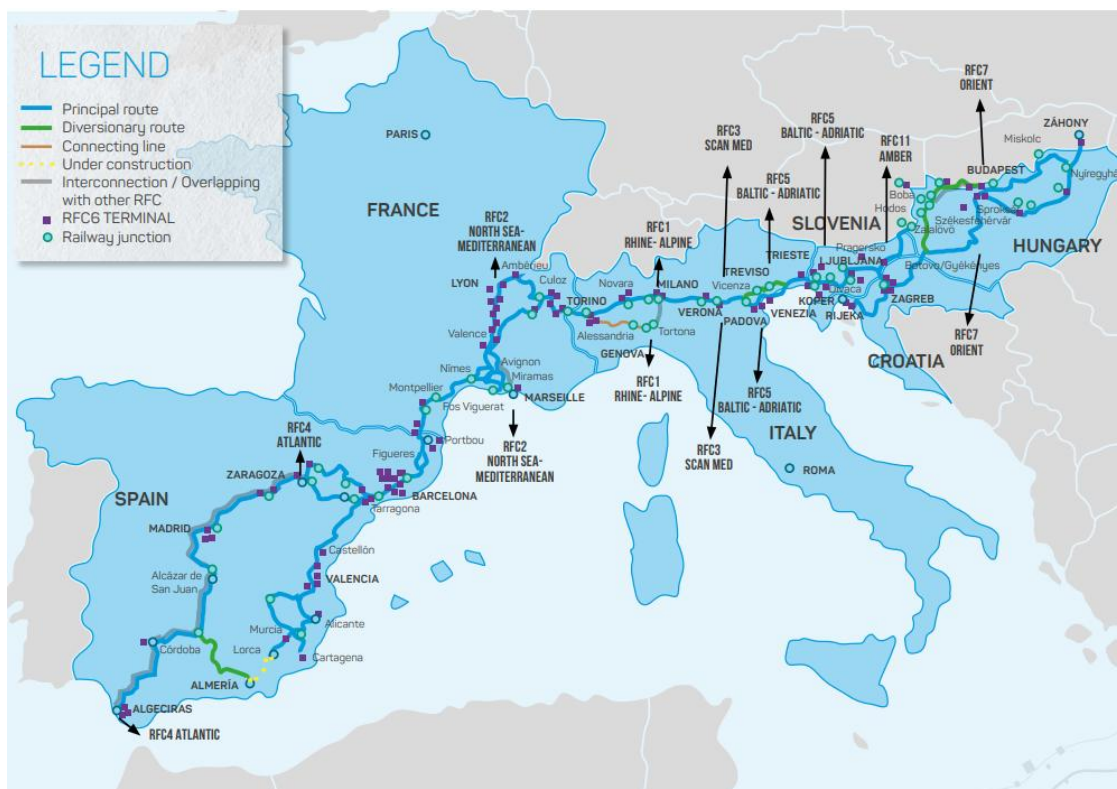 LEGEND
Principal route
Diversionary route
Connecting line
Under construction
Interconnection / Overlapping
with other RFC
RFC6 TERMINAL
Railway junction
PARIS
FRANCE
RFC2
NORTH SEA-
MEDITERRANEAN
Ambérieu
LYON
Culoz
Valence
TORINO
Novara
RFC1
RHINE- ALPINE
MILANO
Alessandria
Tortona
GENOVA
RFC1
RHINE- ALPINE
RFC3
SCAN MED
RFC5
BALTIC - ADRIATIC
RFC5
BALTIC - ADRIATIC
RFC11
AMBER
RFC7
ORIENT
ZÁHONY
Miskolc
BUDAPEST
Nyíregyhá
Boba
Hodos
Sprokol
Székesfehérvár
Zalalövő
SLOVENIA
HUNGARY
Pragersko
TRIESTE
LJUBLJANA
TREVISO
Vicenza
Botovo/Gyékényes
Divaca
KOPER
ZAGREB
VERONA
VENEZIA
RIJEKA
PADOVA
CROATIA
RFC7
ORIENT
RFC5
BALTIC - ADRIATIC
RFC3
SCAN MED
ITALY
ROMA
Avignon
Nîmes
Miramas
Montpellier
MARSEILLE
Fos Viguerat
RFC2
NORTH SEA-
MEDITERRANEAN
Portbou
Figueres
RFC4
ATLANTIC
ZARAGOZA
BARCELONA
Tarragona
SPAIN
MADRID
Castellón
VALENCIA
Alcázar de
San Juan
Alicante
Murcia
Lorca
Córdoba
Cartagena
ALMERÍA
ALGECIRAS
RFC4 ATLANTIC